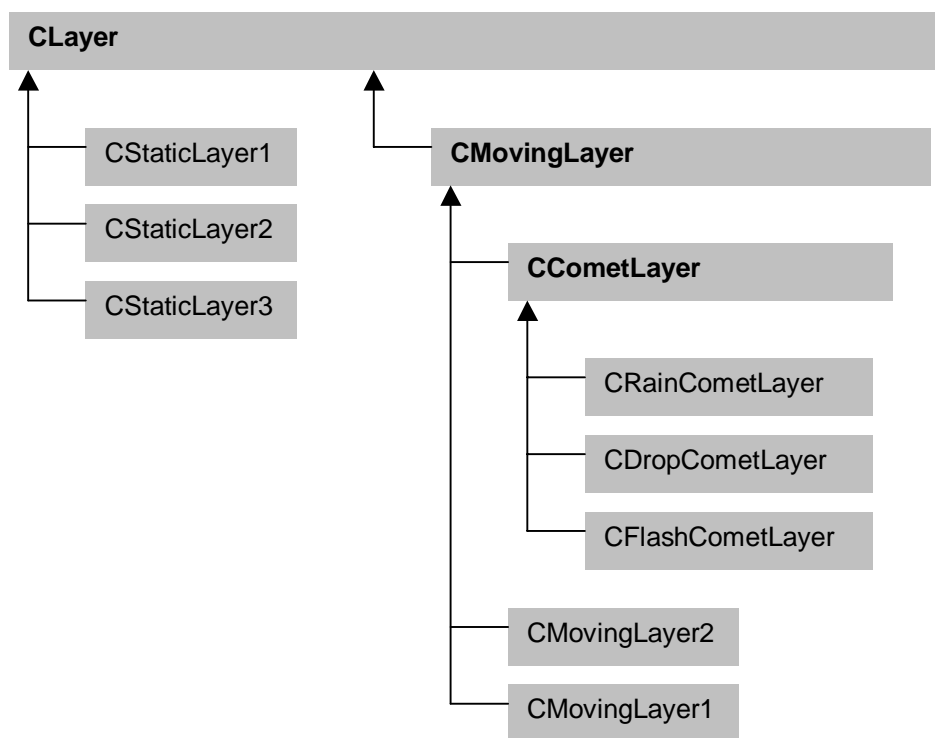 CLayer
CStaticLayer1
CMovingLayer
CStaticLayer2
CCometLayer
CStaticLayer3
CRainCometLayer
CDropCometLayer
CFlashCometLayer
CMovingLayer2
CMovingLayer1